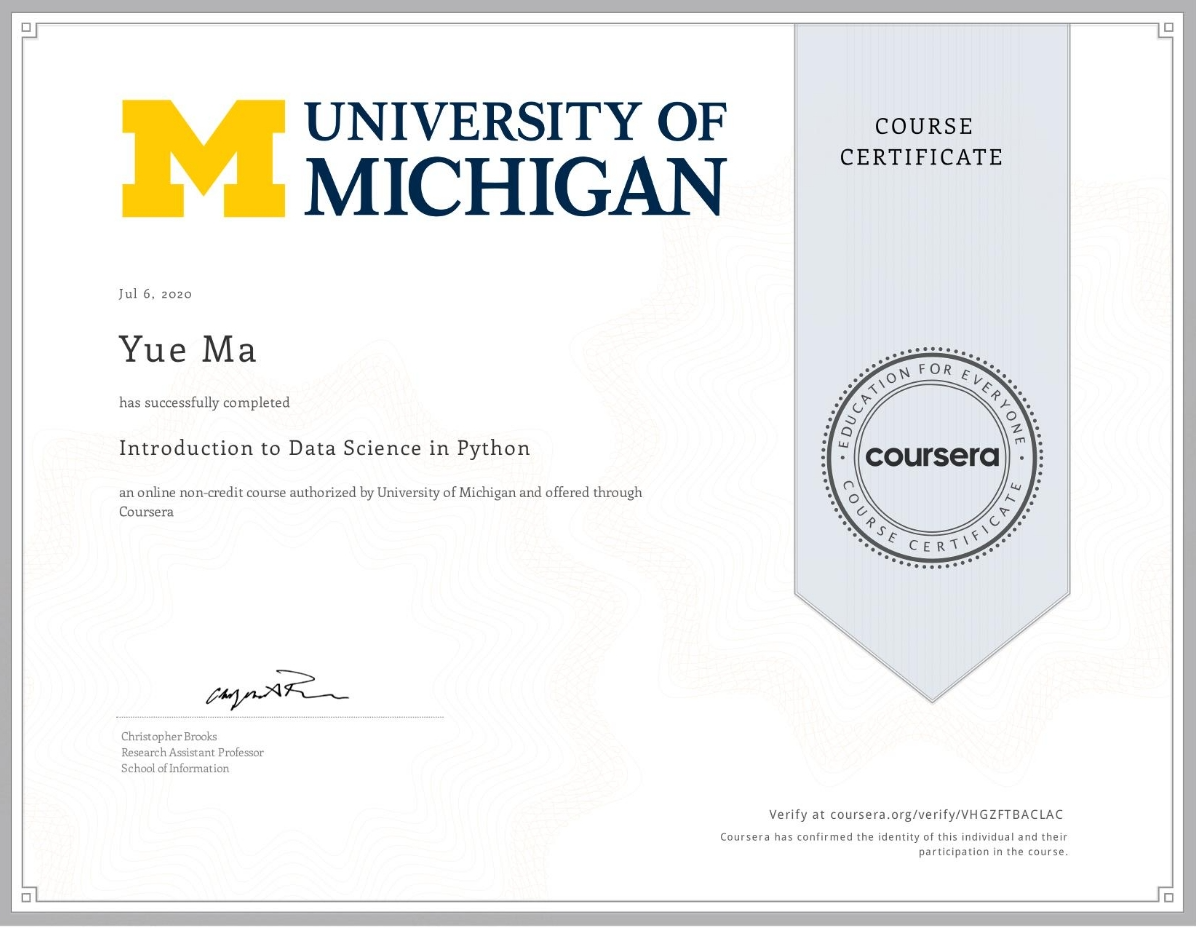 UNIVERSITY OF
MICHIGAN
COURSE
CERTIFICATE
Jul 6, 2020
Yue Ma
has successfully completed
Introduction to Data Science in Python
an online non-credit course authorized by University of Michigan and offered through
Coursera
EDUCATION FOR EVERYONE
coursera
COURSE CERTIFICATE
Christopher Brooks
Research Assistant Professor
School of Information
Verify at coursera.org/verify/VHGZFTBACLAC
Coursera has confirmed the identity of this individual and their
participation in the course.